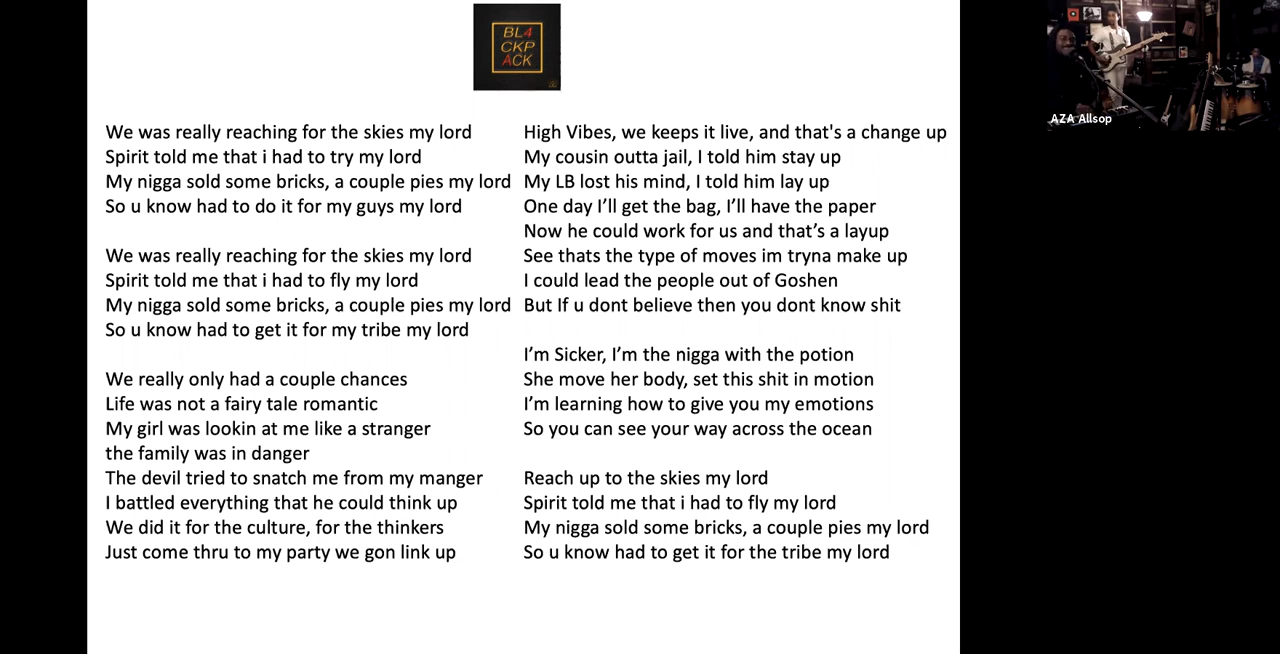 BL4
CKP
ACK
We was really reaching for the skies my lord
Spirit told me that i had to try my lord
My nigga sold some bricks, a couple pies my lord
So u know had to do it for my guys my lord
We was really reaching for the skies my lord
Spirit told me that i had to fly my lord
My nigga sold some bricks, a couple pies my lord
So u know had to get it for my tribe my lord
We really only had a couple chances
Life was not a fairy tale romantic
My girl was lookin at me like a stranger
the family was in danger
The devil tried to snatch me from my manger
I battled everything that he could think up
We did it for the culture, for the thinkers
Just come thru to my party we gon link up
High Vibes, we keeps it live, and that's a change up
My cousin outta jail, I told him stay up
My LB lost his mind, I told him lay up
One day I’ll get the bag, I’ll have the paper
Now he could work for us and that’s a layup
See thats the type of moves im tryna make up
I could lead the people out of Goshen
But If u dont believe then you dont know shit
I’m Sicker, I’m the nigga with the potion
She move her body, set this shit in motion
I’m learning how to give you my emotions
So you can see your way across the ocean
Reach up to the skies my lord
Spirit told me that i had to fly my lord
My nigga sold some bricks, a couple pies my lord
So u know had to get it for the tribe my lord
AZA Allsop